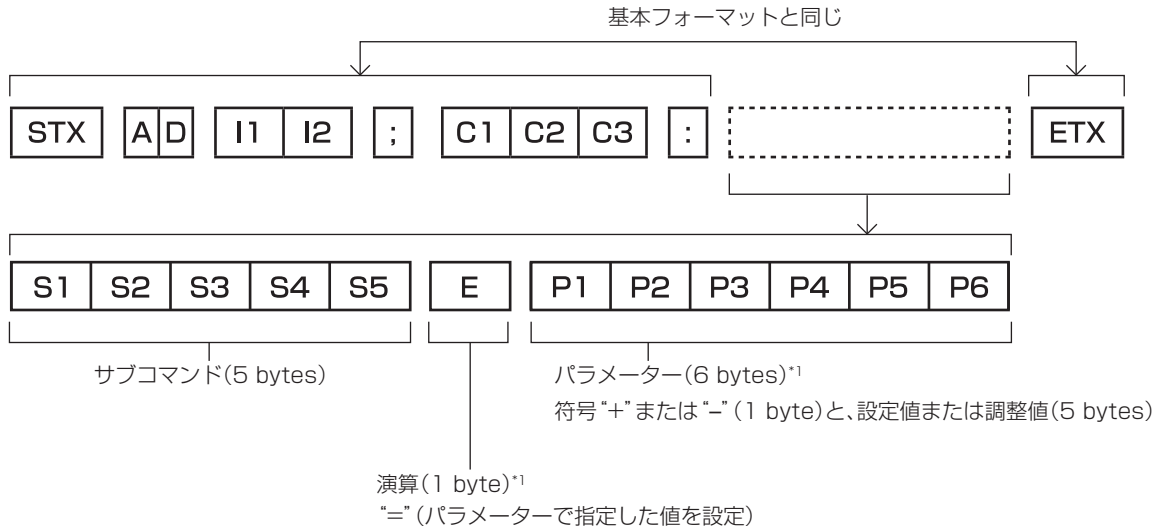 基本フォーマットと同じ
STX A D I1 I2 ; C1 C2 C3 : ETX
S1 S2 S3 S4 S5 E P1 P2 P3 P4 P5 P6
サブコマンド(5 bytes)
パラメーター(6 bytes)*1
符号“+”または“−”(1 byte)と、設定値または調整値(5 bytes)
演算(1 byte)*1
“=”(パラメーターで指定した値を設定)